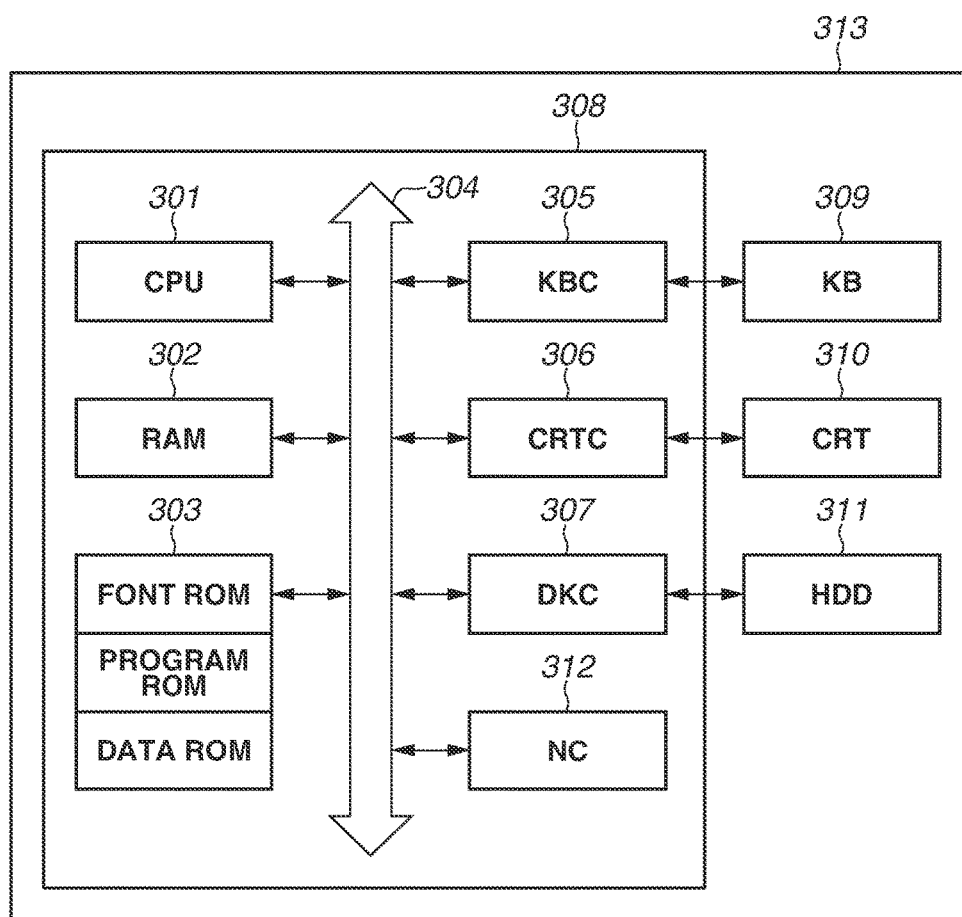 313
308
304
301
CPU
305
KBC
309
KB
302
RAM
306
CRTC
310
CRT
303
FONT ROM
PROGRAM
ROM
DATA ROM
307
DKC
311
HDD
312
NC